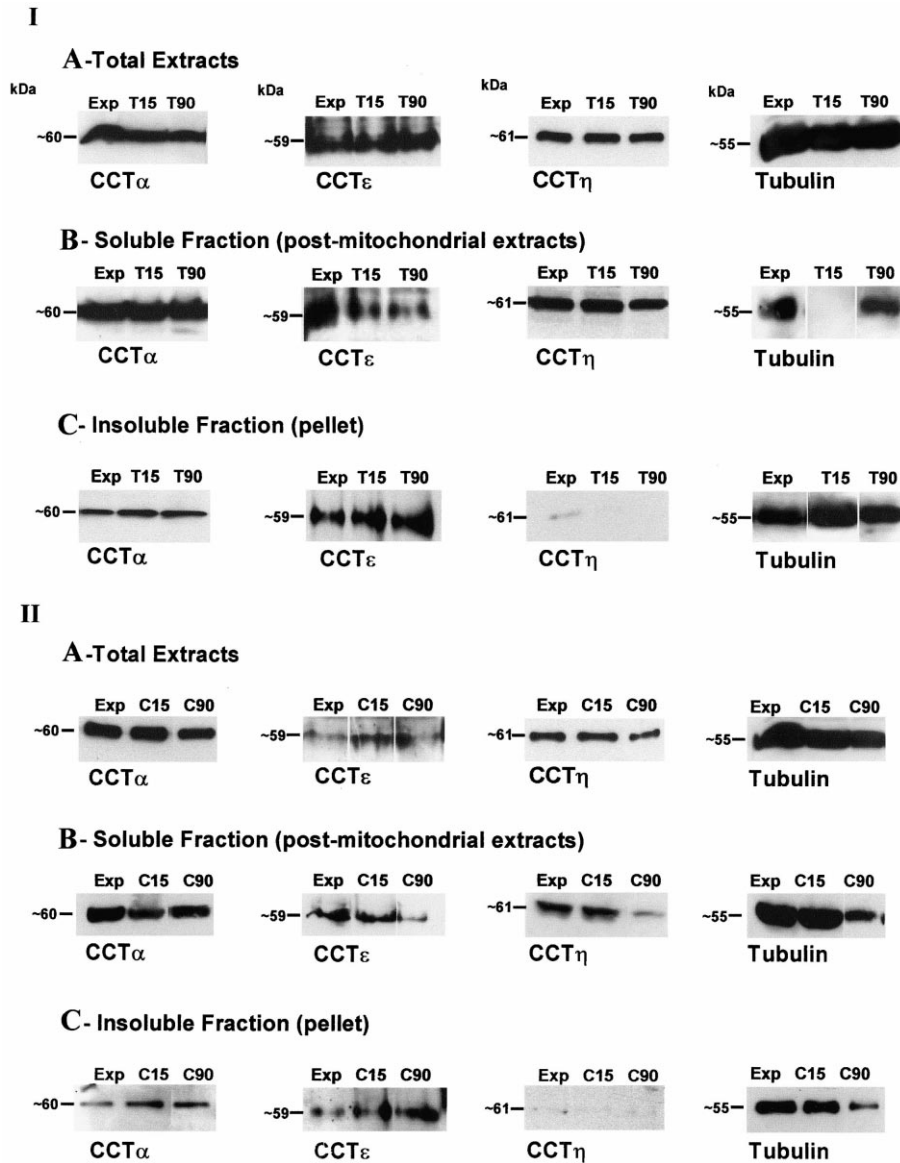 I
A-Total Extracts
kDa kDa kDa kDa
Exp T15 T90 Exp T15 T90 Exp T15 T90 Exp T15 T90
~60 ~59 ~61 ~55
CCTα CCTε CCTη Tubulin
B- Soluble Fraction (post-mitochondrial extracts)
Exp T15 T90 Exp T15 T90 Exp T15 T90 Exp T15 T90
~60 ~59 ~61 ~55
CCTα CCTε CCTη Tubulin
C- Insoluble Fraction (pellet)
Exp T15 T90 Exp T15 T90 Exp T15 T90 Exp T15 T90
~60 ~59 ~61 ~55
CCTα CCTε CCTη Tubulin
II
A-Total Extracts
Exp C15 C90 Exp C15 C90 Exp C15 C90 Exp C15 C90
~60 ~59 ~61 ~55
CCTα CCTε CCTη Tubulin
B- Soluble Fraction (post-mitochondrial extracts)
Exp C15 C90 Exp C15 C90 Exp C15 C90 Exp C15 C90
~60 ~59 ~61 ~55
CCTα CCTε CCTη Tubulin
C- Insoluble Fraction (pellet)
Exp C15 C90 Exp C15 C90 Exp C15 C90 Exp C15 C90
~60 ~59 ~61 ~55
CCTα CCTε CCTη Tubulin